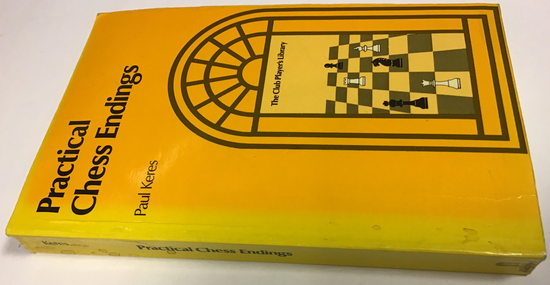 Practical
Chess Endings
Paul Keres
The Club Player's Library
Keres
Practical Chess Endings